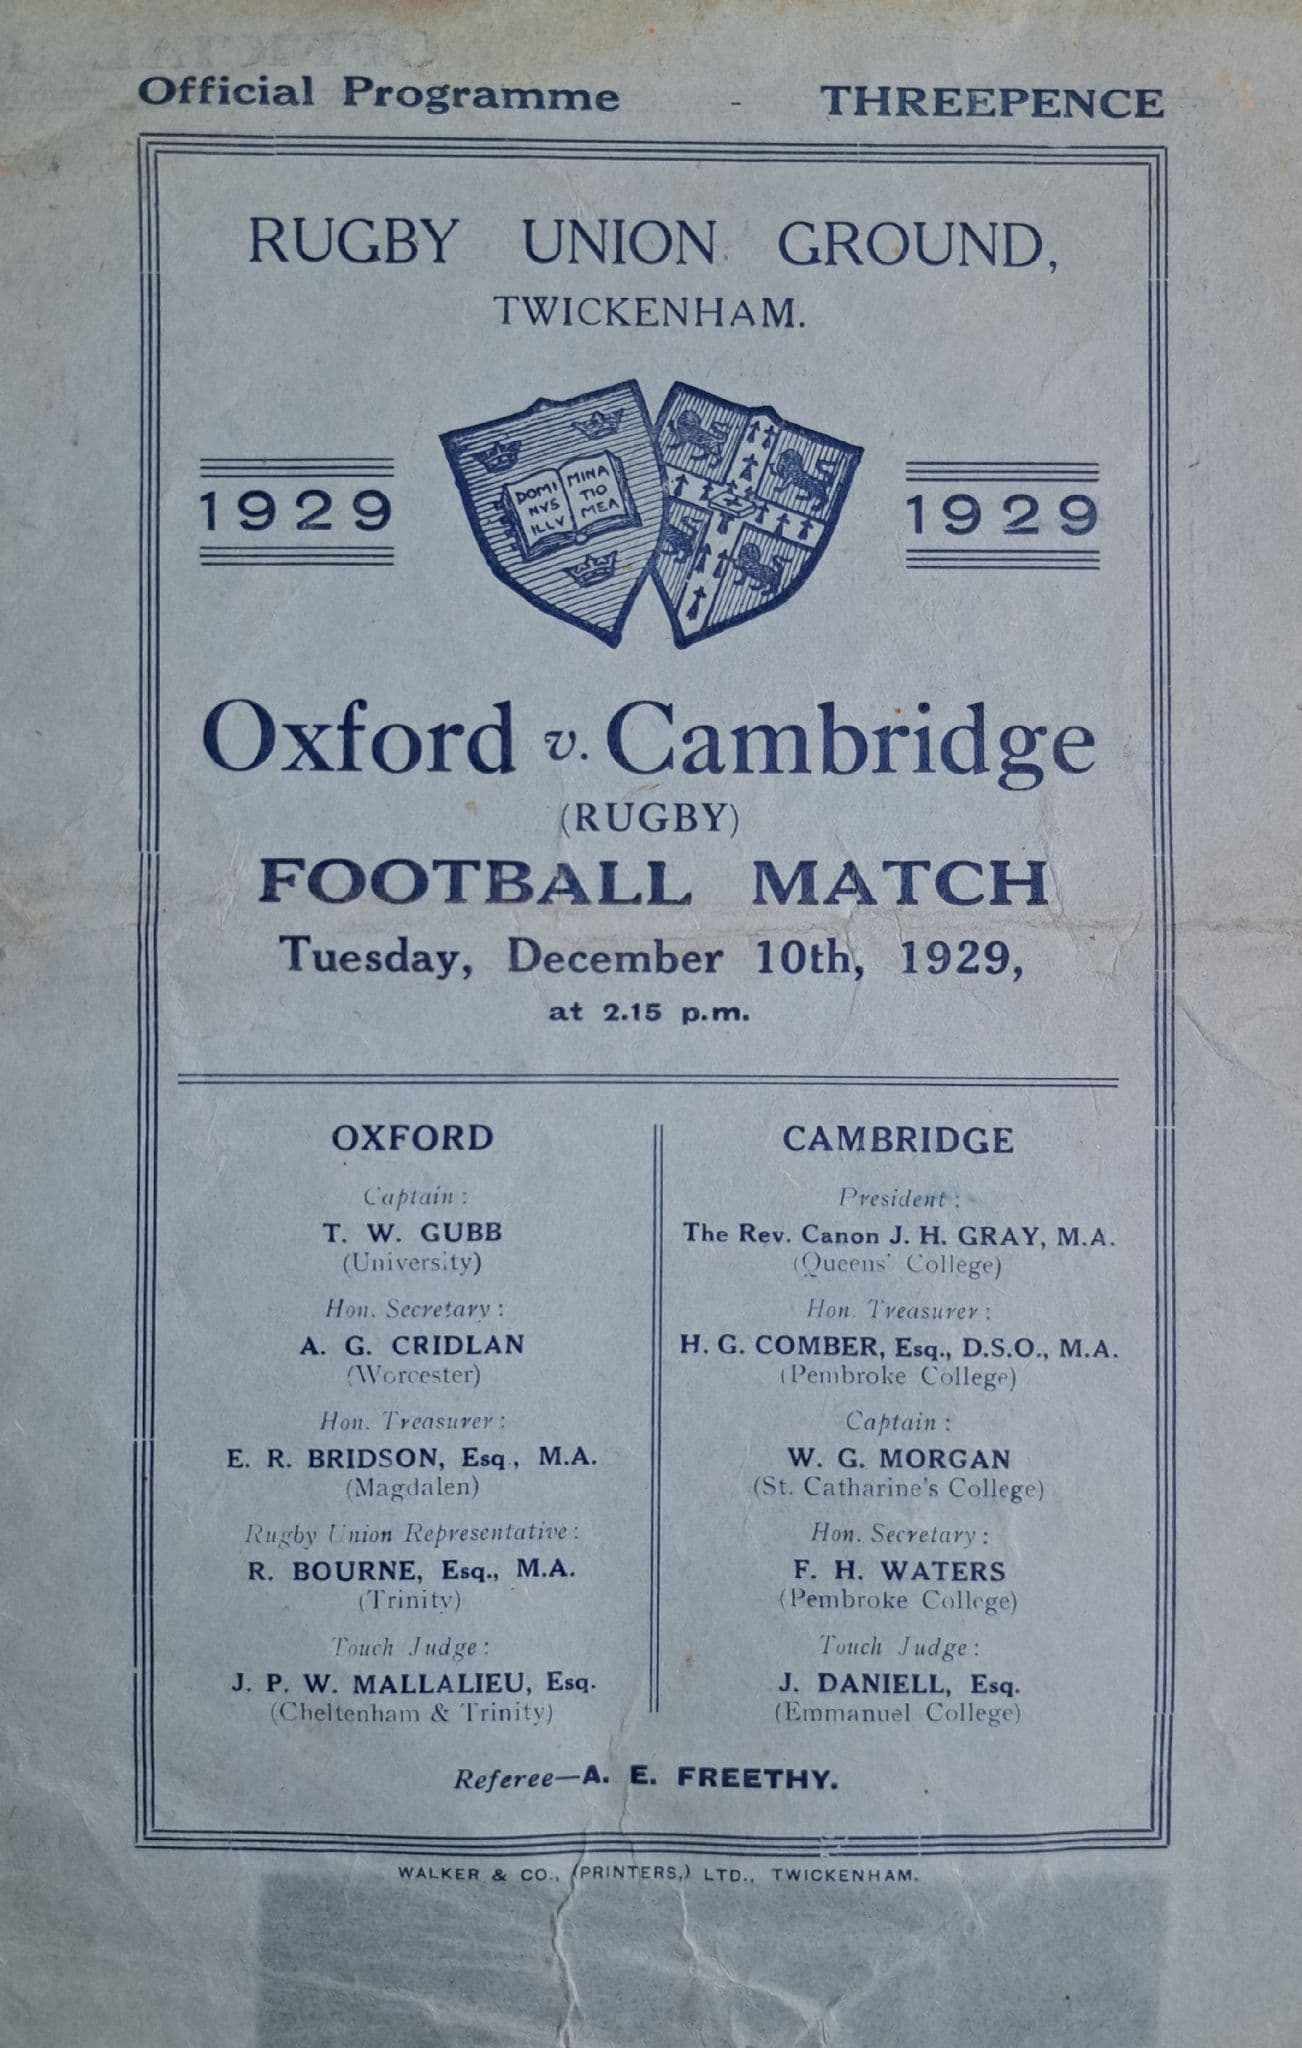 Official Programme - THREEPENCE
RUGBY UNION GROUND,
TWICKENHAM.
1929
DOMI MINA
NVS TIO
ILLV MEA
1929
Oxford v. Cambridge
(RUGBY)
FOOTBALL MATCH
Tuesday, December 10th, 1929,
at 2.15 p.m.
OXFORD
Captain:
T. W. GUBB
(University)
Hon. Secretary:
A. G. CRIDLAN
(Worcester)
Hon. Treasurer:
E. R. BRIDSON, Esq., M.A.
(Magdalen)
Rugby Union Representative:
R. BOURNE, Esq., M.A.
(Trinity)
Touch Judge:
J. P. W. MALLALIEU, Esq.
(Cheltenham & Trinity)
CAMBRIDGE
President:
The Rev. Canon J. H. GRAY, M.A.
(Queens' College)
Hon. Treasurer:
H. G. COMBER, Esq., D.S.O., M.A.
(Pembroke College)
Captain:
W. G. MORGAN
(St. Catharine's College)
Hon. Secretary:
F. H. WATERS
(Pembroke College)
Touch Judge:
J. DANIELL, Esq.
(Emmanuel College)
Referee—A. E. FREETHY.
WALKER & CO., (PRINTERS,) LTD., TWICKENHAM.